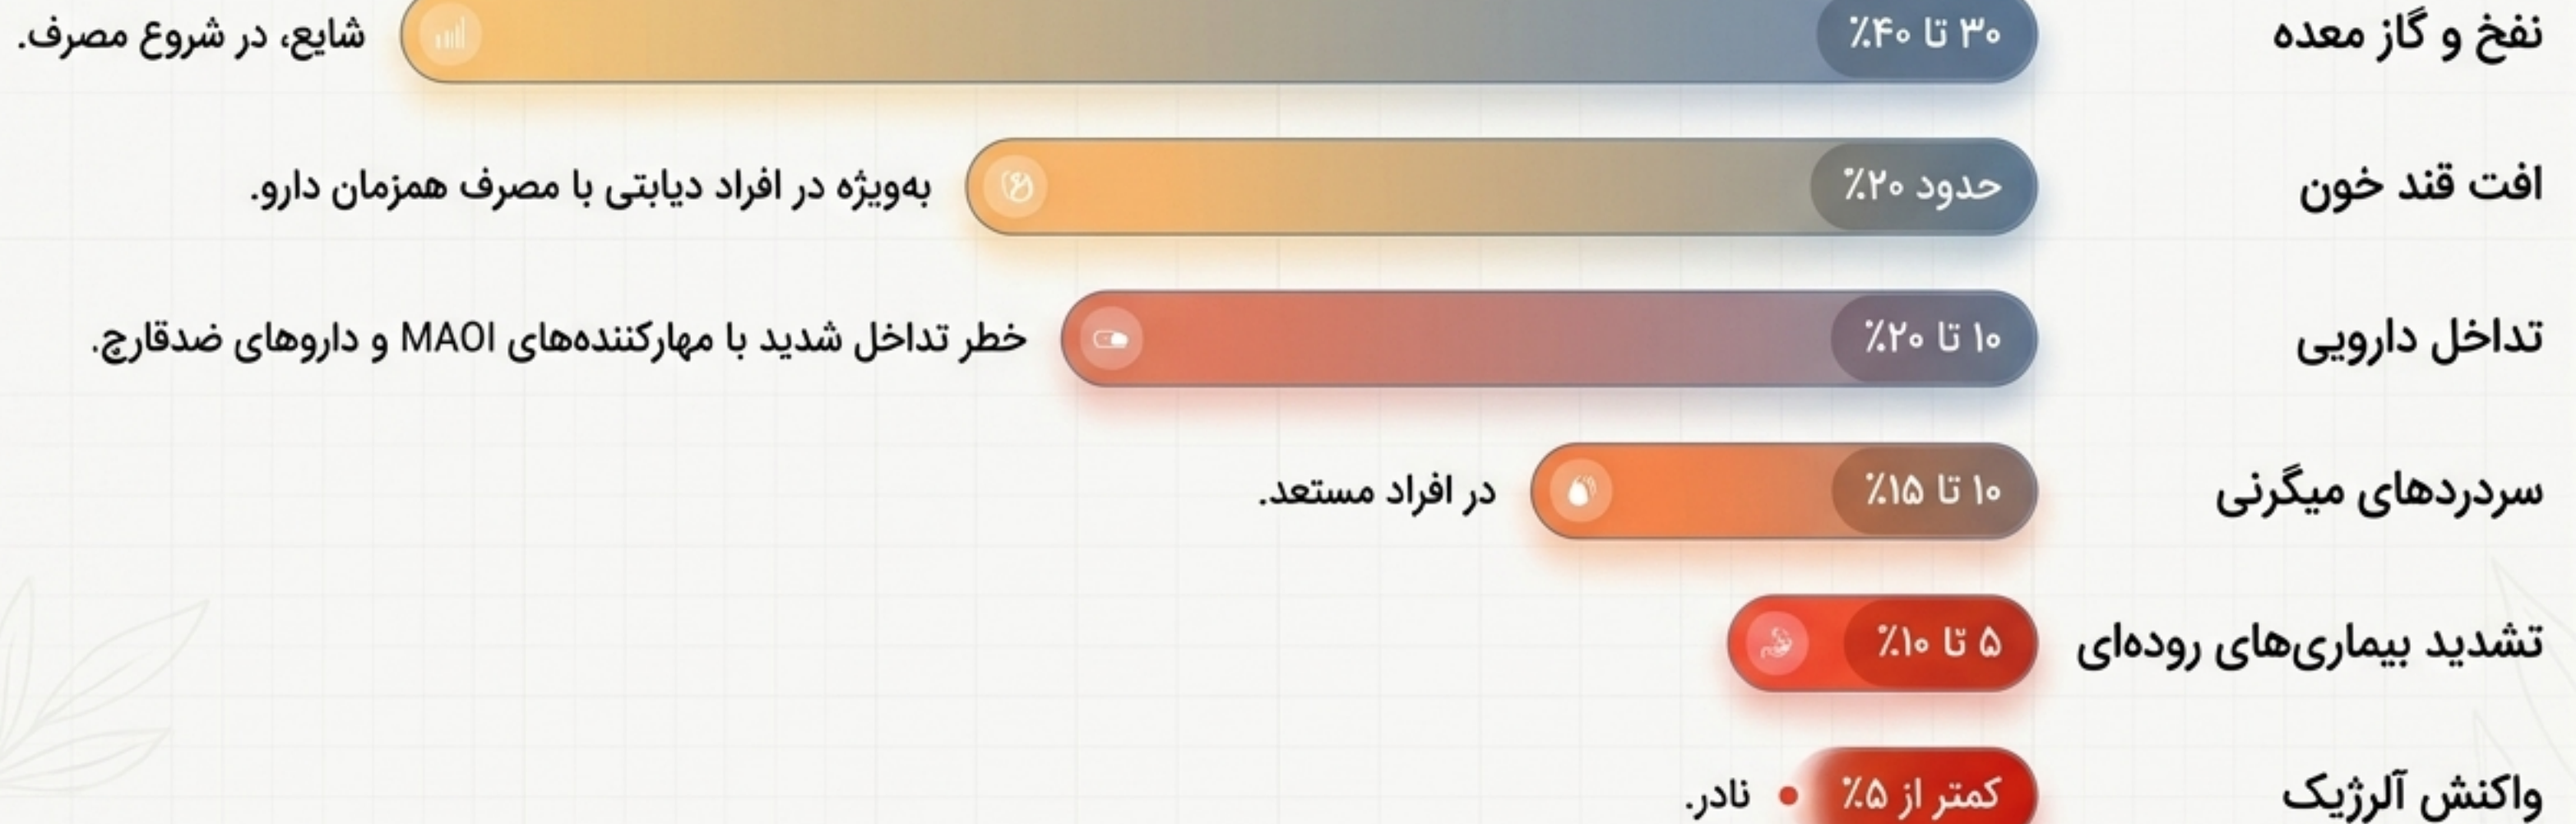 نفخ و گاز معده ۳۰ تا ۴۰٪ شایع، در شروع مصرف.
افت قند خون حدود ۲۰٪ به‌ویژه در افراد دیابتی با مصرف همزمان دارو.
تداخل دارویی ۱۰ تا ۲۰٪ خطر تداخل شدید با مهارکننده‌های MAOI و داروهای ضدقارچ.
سردردهای میگرنی ۱۰ تا ۱۵٪ در افراد مستعد.
تشدید بیماری‌های روده‌ای ۵ تا ۱۰٪
واکنش آلرژیک کمتر از ۵٪ • نادر.